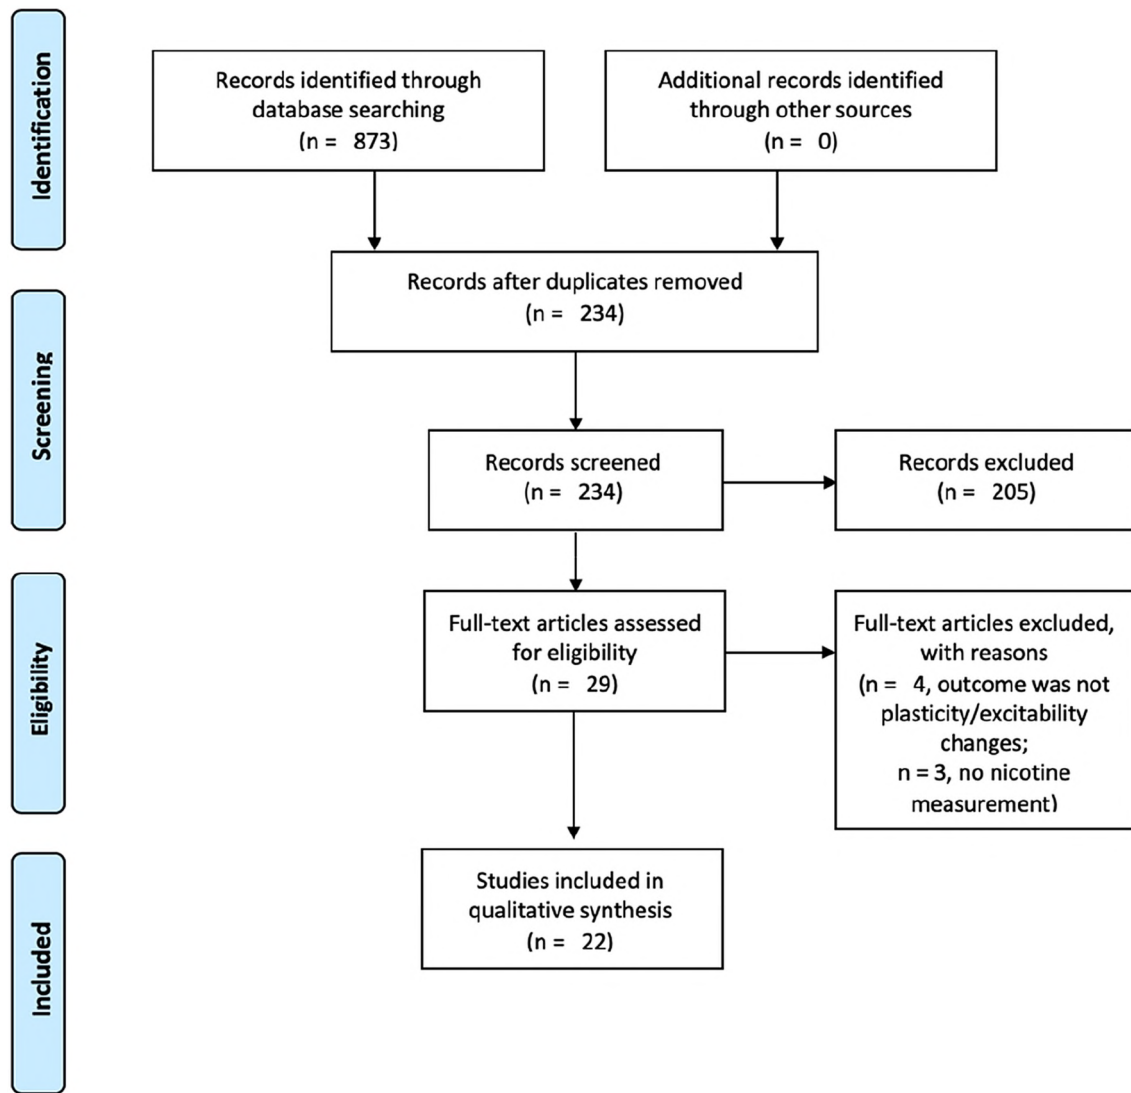 Identification
Records identified through
database searching
(n = 873)
Additional records identified
through other sources
(n = 0)
Records after duplicates removed
(n = 234)
Screening
Records screened
(n = 234)
Records excluded
(n = 205)
Eligibility
Full-text articles assessed
for eligibility
(n = 29)
Full-text articles excluded,
with reasons
(n = 4, outcome was not
plasticity/excitability
changes;
n = 3, no nicotine
measurement)
Included
Studies included in
qualitative synthesis
(n = 22)